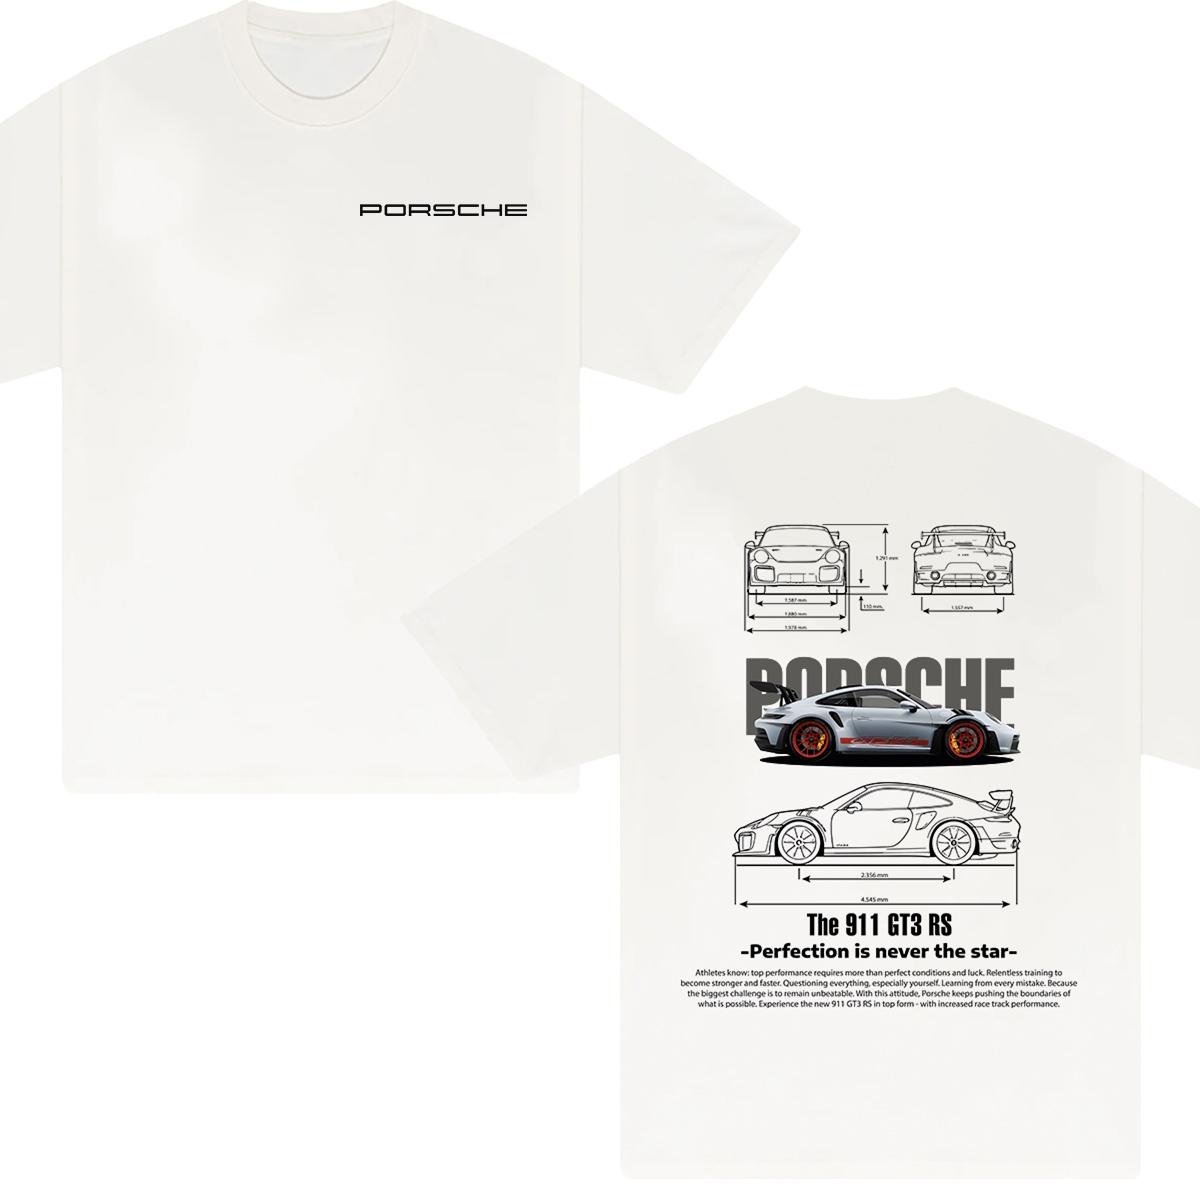 PORSCHE
1.291 mm
110 mm
1.587 mm
1.880 mm
1.978 mm
1.557 mm
PORSCHE
2.356 mm
4.545 mm
The 911 GT3 RS
-Perfection is never the star-
Athletes know: top performance requires more than perfect conditions and luck. Relentless training to
become stronger and faster. Questioning everything, especially yourself. Learning from every mistake. Because
the biggest challenge is to remain unbeatable. With this attitude, Porsche keeps pushing the boundaries of
what is possible. Experience the new 911 GT3 RS in top form - with increased race track performance.